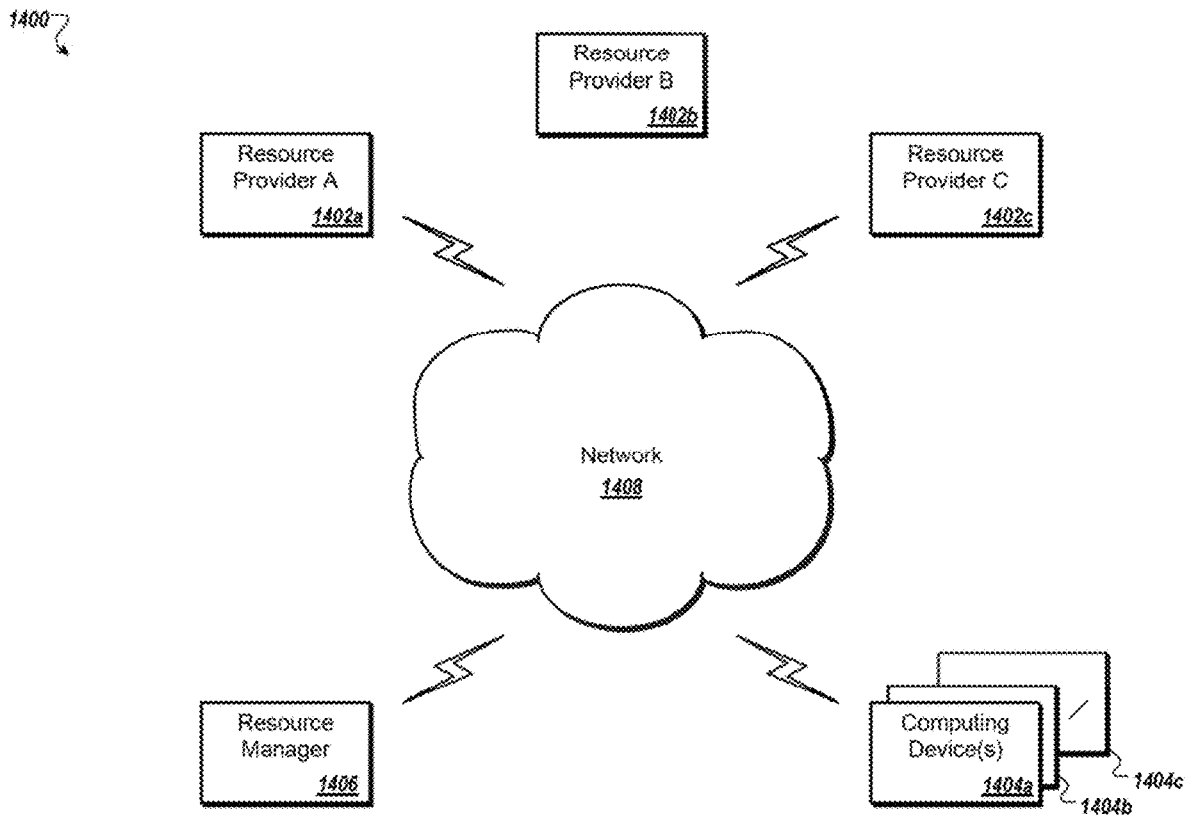 1400
Resource
Provider B
1402b
Resource
Provider A
1402a
Resource
Provider C
1402c
Network
1408
Resource
Manager
1406
Computing
Device(s)
1404a
1404b
1404c